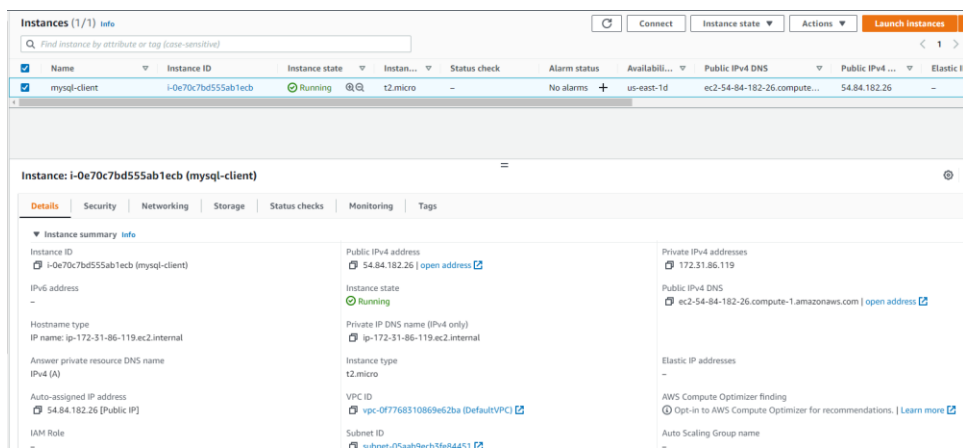 Instances (1/1) Info
Connect Instance state ▼ Actions ▼ Launch instances
Find instance by attribute or tag (case-sensitive)
< 1 >
Name Instance ID Instance state Instan... Status check Alarm status Availabili... Public IPv4 DNS Public IPv4 ... Elastic I
mysql-client i-0e70c7bd555ab1ecb Running t2.micro – No alarms + us-east-1d ec2-54-84-182-26.compute... 54.84.182.26 –
Instance: i-0e70c7bd555ab1ecb (mysql-client)
Details Security Networking Storage Status checks Monitoring Tags
▼ Instance summary Info
Instance ID Public IPv4 address Private IPv4 addresses
i-0e70c7bd555ab1ecb (mysql-client) 54.84.182.26 | open address 172.31.86.119
IPv6 address Instance state Public IPv4 DNS
– Running ec2-54-84-182-26.compute-1.amazonaws.com | open address
Hostname type Private IP DNS name (IPv4 only)
IP name: ip-172-31-86-119.ec2.internal ip-172-31-86-119.ec2.internal
Answer private resource DNS name Instance type Elastic IP addresses
IPv4 (A) t2.micro –
Auto-assigned IP address VPC ID AWS Compute Optimizer finding
54.84.182.26 [Public IP] vpc-0f7768310869e62ba (DefaultVPC) Opt-in to AWS Compute Optimizer for recommendations. | Learn more
IAM Role Subnet ID Auto Scaling Group name
– subnet-05aab9ecb3fe84451 –